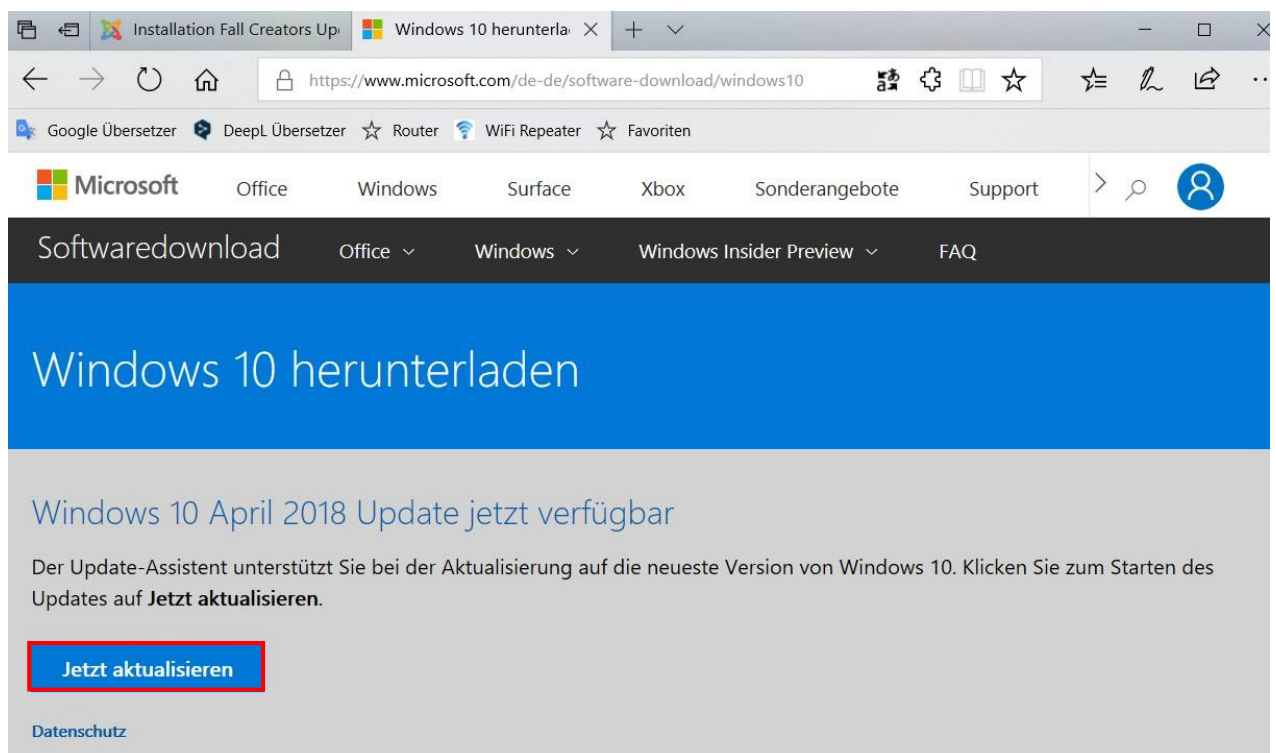 Installation Fall Creators Up
Windows 10 herunterla
https://www.microsoft.com/de-de/software-download/windows10
Google Übersetzer DeepL Übersetzer Router WiFi Repeater Favoriten
Microsoft Office Windows Surface Xbox Sonderangebote Support
Softwaredownload Office Windows Windows Insider Preview FAQ
Windows 10 herunterladen
Windows 10 April 2018 Update jetzt verfügbar
Der Update-Assistent unterstützt Sie bei der Aktualisierung auf die neueste Version von Windows 10. Klicken Sie zum Starten des
Updates auf Jetzt aktualisieren.
Jetzt aktualisieren
Datenschutz